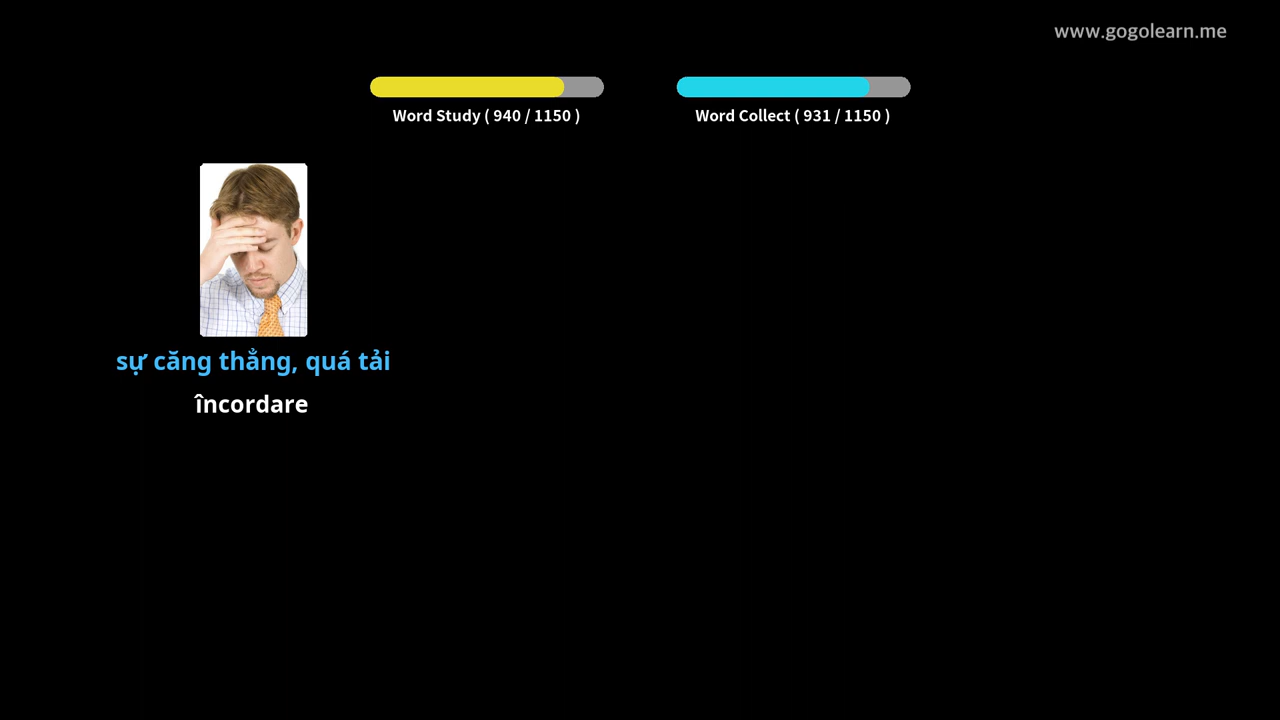 www.gogolearn.me
Word Study ( 940 / 1150 )
Word Collect ( 931 / 1150 )
sự căng thẳng, quá tải
încordare